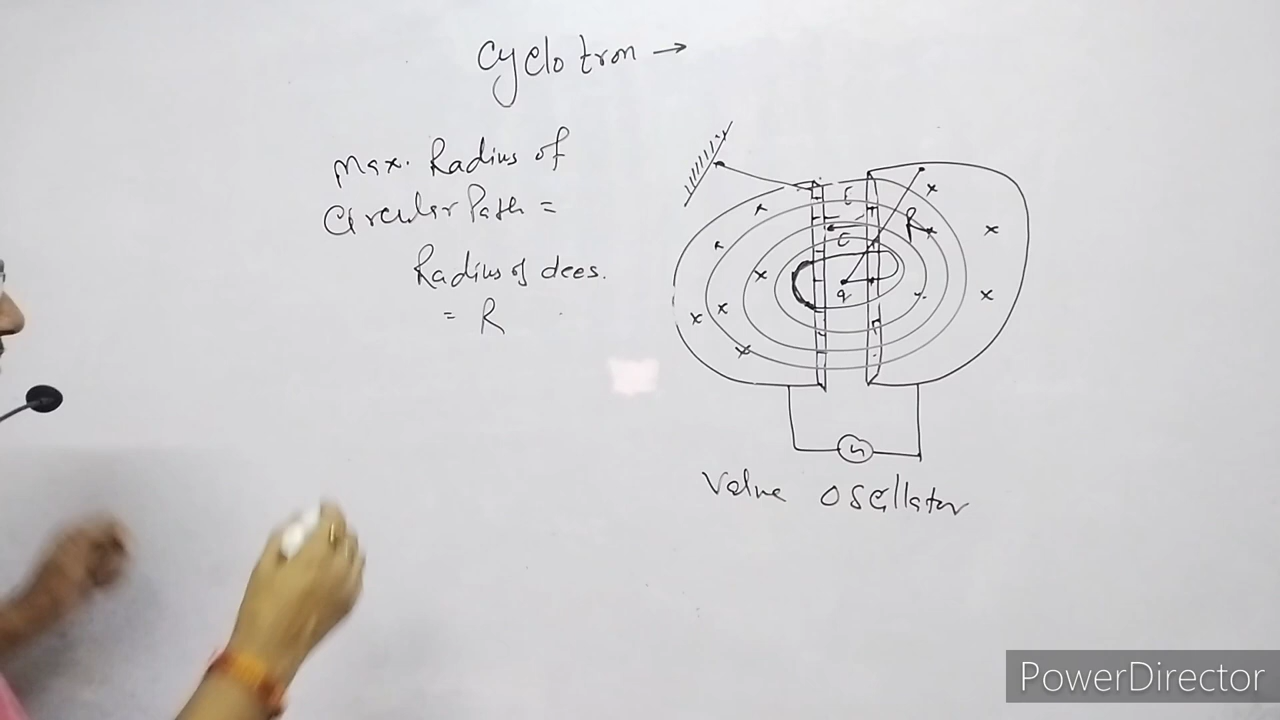 Cyclotron →
Max. Radius of
Circular Path =
Radius of dees.
= R
R
E
E
q
Valve Oscillator
PowerDirector